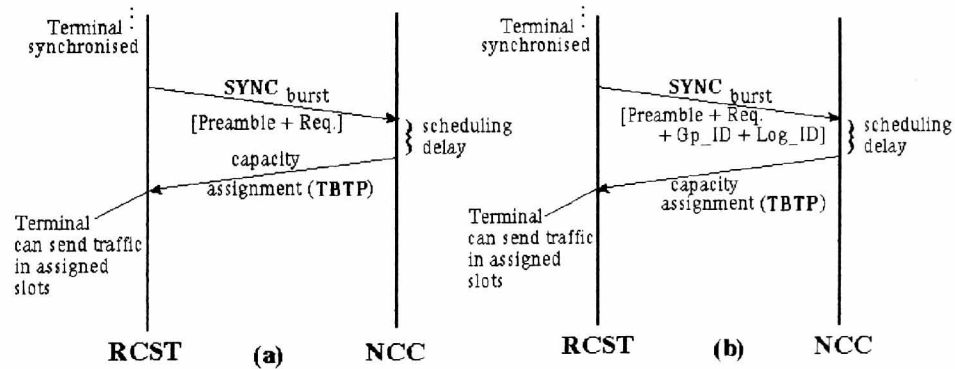 Terminal
synchronised
SYNC burst
[Preamble + Req.]
scheduling
delay
capacity
assignment (TBTP)
Terminal
can send traffic
in assigned
slots
RCST
(a)
NCC
Terminal
synchronised
SYNC burst
[Preamble + Req.
+ Gp_ID + Log_ID]
scheduling
delay
capacity
assignment (TBTP)
Terminal
can send traffic
in assigned
slots
RCST
(b)
NCC